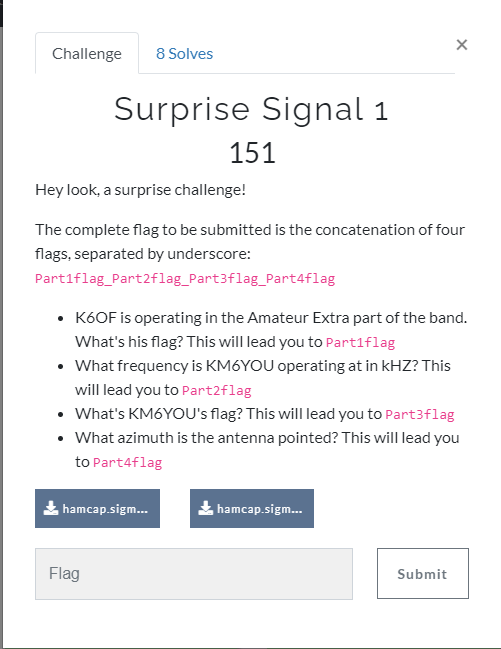 ×
Challenge 8 Solves
Surprise Signal 1
151
Hey look, a surprise challenge!
The complete flag to be submitted is the concatenation of four
flags, separated by underscore:
Part1flag_Part2flag_Part3flag_Part4flag
• K6OF is operating in the Amateur Extra part of the band.
What's his flag? This will lead you to Part1flag
• What frequency is KM6YOU operating at in kHZ? This
will lead you to Part2flag
• What's KM6YOU's flag? This will lead you to Part3flag
• What azimuth is the antenna pointed? This will lead you
to Part4flag
hamcap.sigm... hamcap.sigm...
Flag Submit